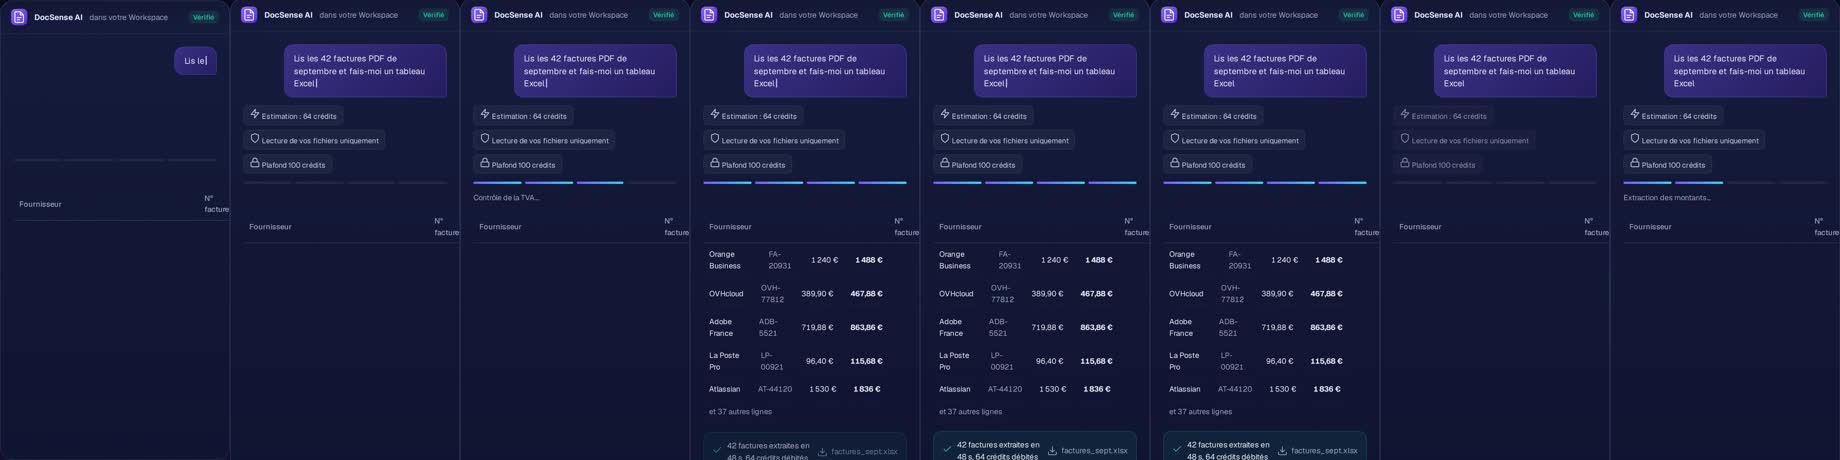 DocSense AI dans votre Workspace Vérifié
Lis le
Fournisseur
N°
facture
DocSense AI dans votre Workspace Vérifié
Lis les 42 factures PDF de
septembre et fais-moi un tableau
Excel
Estimation : 64 crédits
Lecture de vos fichiers uniquement
Plafond 100 crédits
Fournisseur
N°
facture
DocSense AI dans votre Workspace Vérifié
Lis les 42 factures PDF de
septembre et fais-moi un tableau
Excel
Estimation : 64 crédits
Lecture de vos fichiers uniquement
Plafond 100 crédits
Contrôle de la TVA...
Fournisseur
N°
facture
DocSense AI dans votre Workspace Vérifié
Lis les 42 factures PDF de
septembre et fais-moi un tableau
Excel
Estimation : 64 crédits
Lecture de vos fichiers uniquement
Plafond 100 crédits
Fournisseur
N°
facture
Orange
Business
FA-
20931
1 240 €
1 488 €
OVHcloud
OVH-
77812
389,90 €
467,88 €
Adobe
France
ADB-
5521
719,88 €
863,86 €
La Poste
Pro
LP-
00921
96,40 €
115,68 €
Atlassian AT-44120 1 530 € 1 836 €
et 37 autres lignes
42 factures extraites en
48 s, 64 crédits débités
factures_sept.xlsx
DocSense AI dans votre Workspace Vérifié
Lis les 42 factures PDF de
septembre et fais-moi un tableau
Excel
Estimation : 64 crédits
Lecture de vos fichiers uniquement
Plafond 100 crédits
Fournisseur
N°
facture
Orange
Business
FA-
20931
1 240 €
1 488 €
OVHcloud
OVH-
77812
389,90 €
467,88 €
Adobe
France
ADB-
5521
719,88 €
863,86 €
La Poste
Pro
LP-
00921
96,40 €
115,68 €
Atlassian AT-44120 1 530 € 1 836 €
et 37 autres lignes
42 factures extraites en
48 s, 64 crédits débités
factures_sept.xlsx
DocSense AI dans votre Workspace Vérifié
Lis les 42 factures PDF de
septembre et fais-moi un tableau
Excel
Estimation : 64 crédits
Lecture de vos fichiers uniquement
Plafond 100 crédits
Fournisseur
N°
facture
Orange
Business
FA-
20931
1 240 €
1 488 €
OVHcloud
OVH-
77812
389,90 €
467,88 €
Adobe
France
ADB-
5521
719,88 €
863,86 €
La Poste
Pro
LP-
00921
96,40 €
115,68 €
Atlassian AT-44120 1 530 € 1 836 €
et 37 autres lignes
42 factures extraites en
48 s, 64 crédits débités
factures_sept.xlsx
DocSense AI dans votre Workspace Vérifié
Lis les 42 factures PDF de
septembre et fais-moi un tableau
Excel
Estimation : 64 crédits
Lecture de vos fichiers uniquement
Plafond 100 crédits
Fournisseur
N°
facture
DocSense AI dans votre Workspace Vérifié
Lis les 42 factures PDF de
septembre et fais-moi un tableau
Excel
Estimation : 64 crédits
Lecture de vos fichiers uniquement
Plafond 100 crédits
Extraction des montants...
Fournisseur
N°
facture